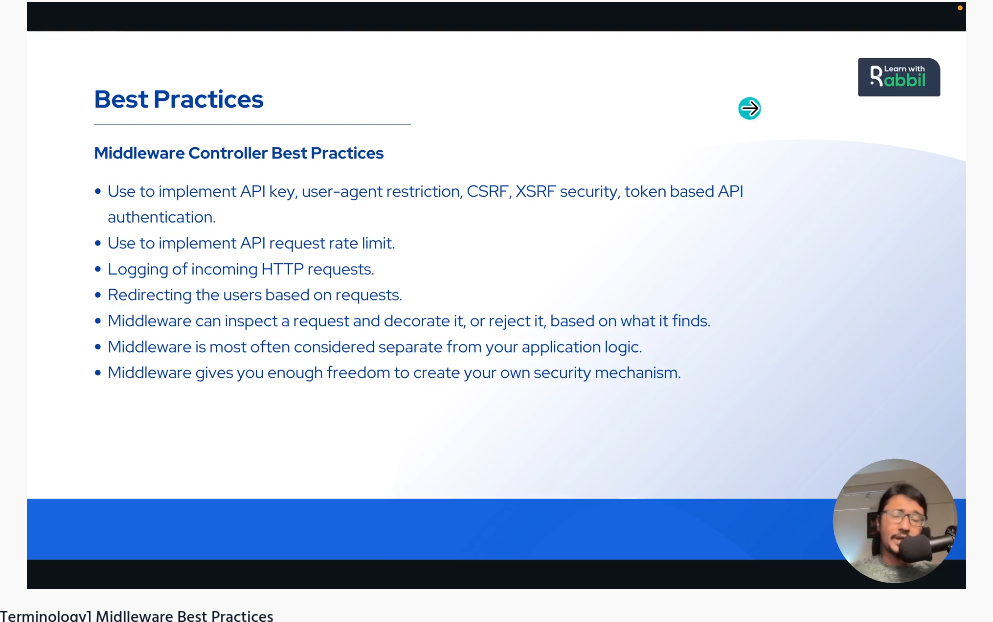 Learn with
Rabbil
Best Practices
Middleware Controller Best Practices
• Use to implement API key, user-agent restriction, CSRF, XSRF security, token based API
authentication.
• Use to implement API request rate limit.
• Logging of incoming HTTP requests.
• Redirecting the users based on requests.
• Middleware can inspect a request and decorate it, or reject it, based on what it finds.
• Middleware is most often considered separate from your application logic.
• Middleware gives you enough freedom to create your own security mechanism.
Terminology] Midlleware Best Practices